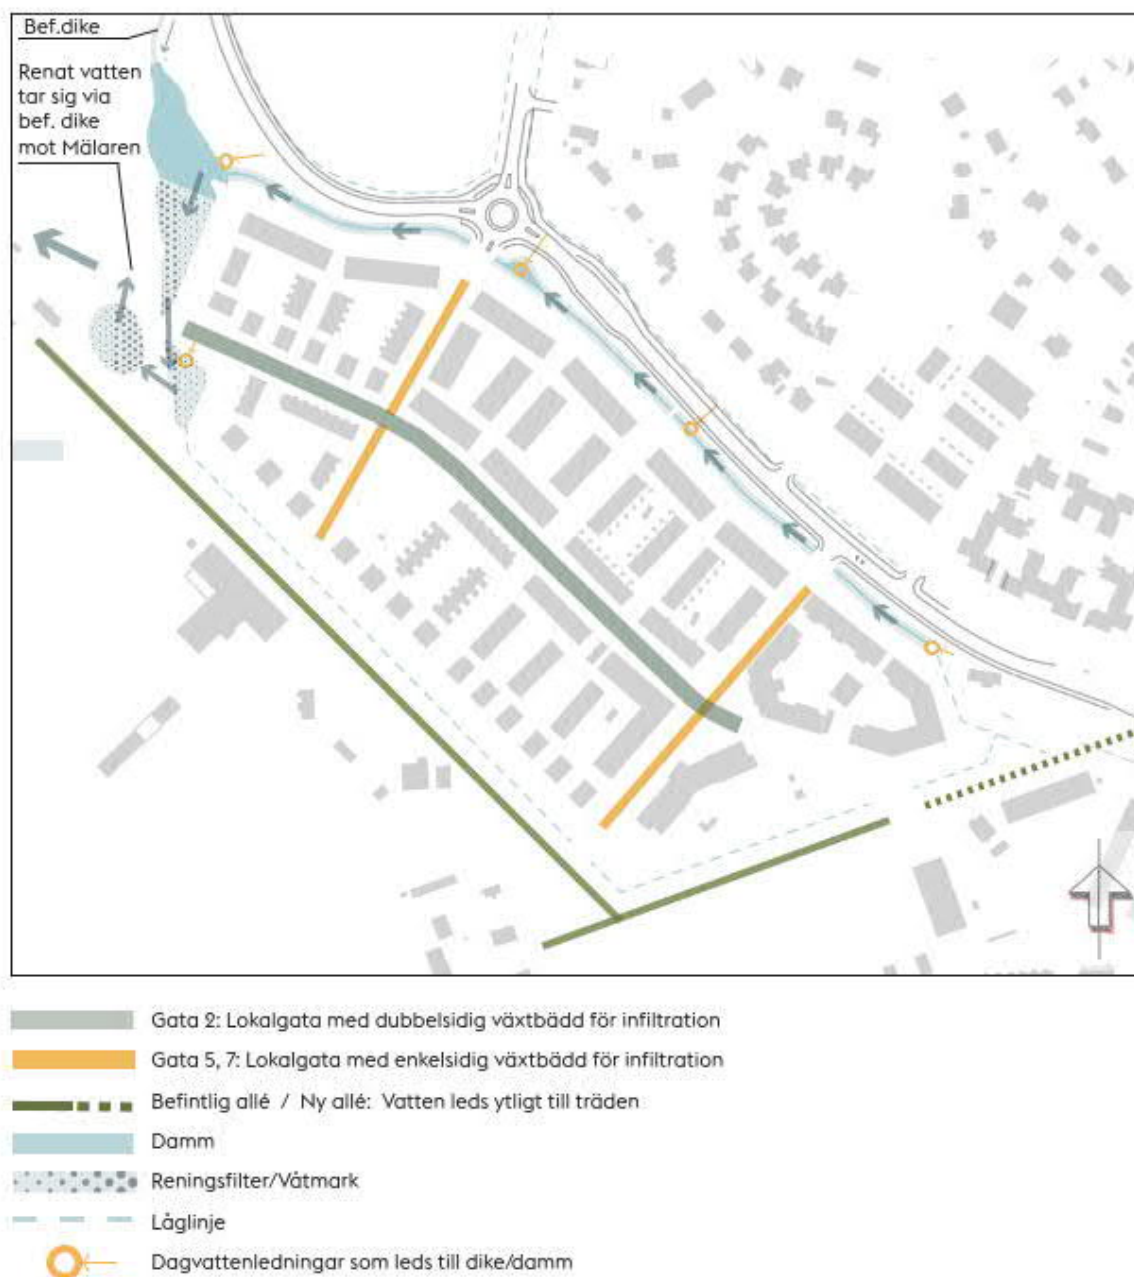 Bef.dike
Renat vatten
tar sig via
bef. dike
mot Mälaren
Gata 2: Lokalgata med dubbelsidig växtbädd för infiltration
Gata 5, 7: Lokalgata med enkelsidig växtbädd för infiltration
Befintlig allé / Ny allé: Vatten leds ytligt till träden
Damm
Reningsfilter/Våtmark
Låglinje
Dagvattenledningar som leds till dike/damm